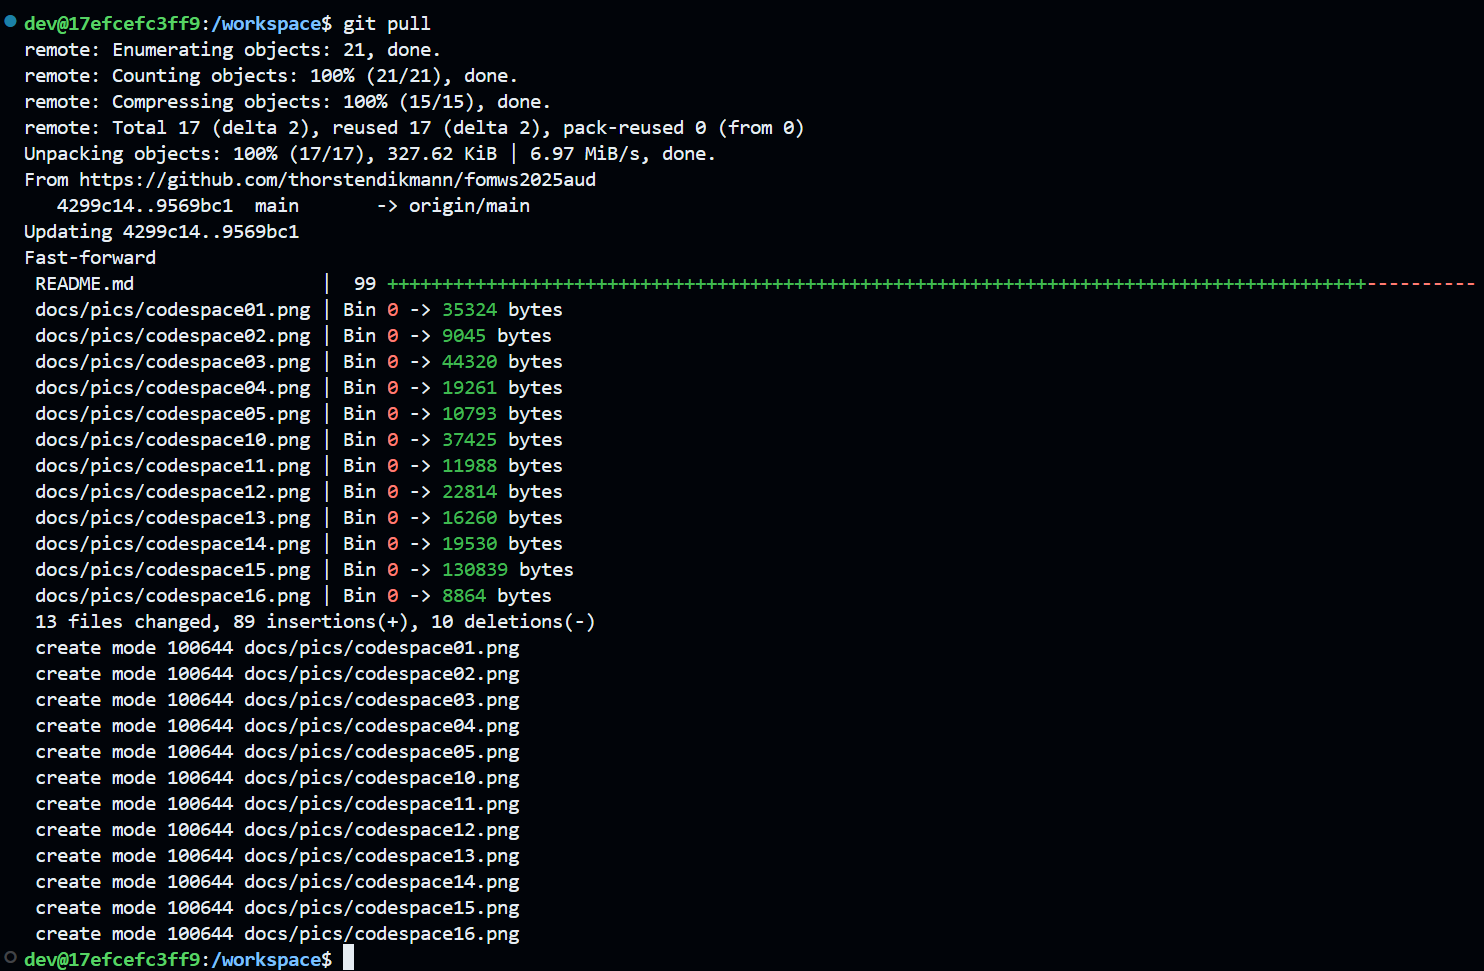 dev@17efcefc3ff9:/workspace$ git pull
remote: Enumerating objects: 21, done.
remote: Counting objects: 100% (21/21), done.
remote: Compressing objects: 100% (15/15), done.
remote: Total 17 (delta 2), reused 17 (delta 2), pack-reused 0 (from 0)
Unpacking objects: 100% (17/17), 327.62 KiB | 6.97 MiB/s, done.
From https://github.com/thorstendikmann/fomws2025aud
   4299c14..9569bc1  main       -> origin/main
Updating 4299c14..9569bc1
Fast-forward
 README.md                 |  99 +++++++++++++++++++++++++++++++++++++++++++++++++++++++++++++++++++++++++++++++++++++++++----------
 docs/pics/codespace01.png | Bin 0 -> 35324 bytes
 docs/pics/codespace02.png | Bin 0 -> 9045 bytes
 docs/pics/codespace03.png | Bin 0 -> 44320 bytes
 docs/pics/codespace04.png | Bin 0 -> 19261 bytes
 docs/pics/codespace05.png | Bin 0 -> 10793 bytes
 docs/pics/codespace10.png | Bin 0 -> 37425 bytes
 docs/pics/codespace11.png | Bin 0 -> 11988 bytes
 docs/pics/codespace12.png | Bin 0 -> 22814 bytes
 docs/pics/codespace13.png | Bin 0 -> 16260 bytes
 docs/pics/codespace14.png | Bin 0 -> 19530 bytes
 docs/pics/codespace15.png | Bin 0 -> 130839 bytes
 docs/pics/codespace16.png | Bin 0 -> 8864 bytes
 13 files changed, 89 insertions(+), 10 deletions(-)
 create mode 100644 docs/pics/codespace01.png
 create mode 100644 docs/pics/codespace02.png
 create mode 100644 docs/pics/codespace03.png
 create mode 100644 docs/pics/codespace04.png
 create mode 100644 docs/pics/codespace05.png
 create mode 100644 docs/pics/codespace10.png
 create mode 100644 docs/pics/codespace11.png
 create mode 100644 docs/pics/codespace12.png
 create mode 100644 docs/pics/codespace13.png
 create mode 100644 docs/pics/codespace14.png
 create mode 100644 docs/pics/codespace15.png
 create mode 100644 docs/pics/codespace16.png
dev@17efcefc3ff9:/workspace$